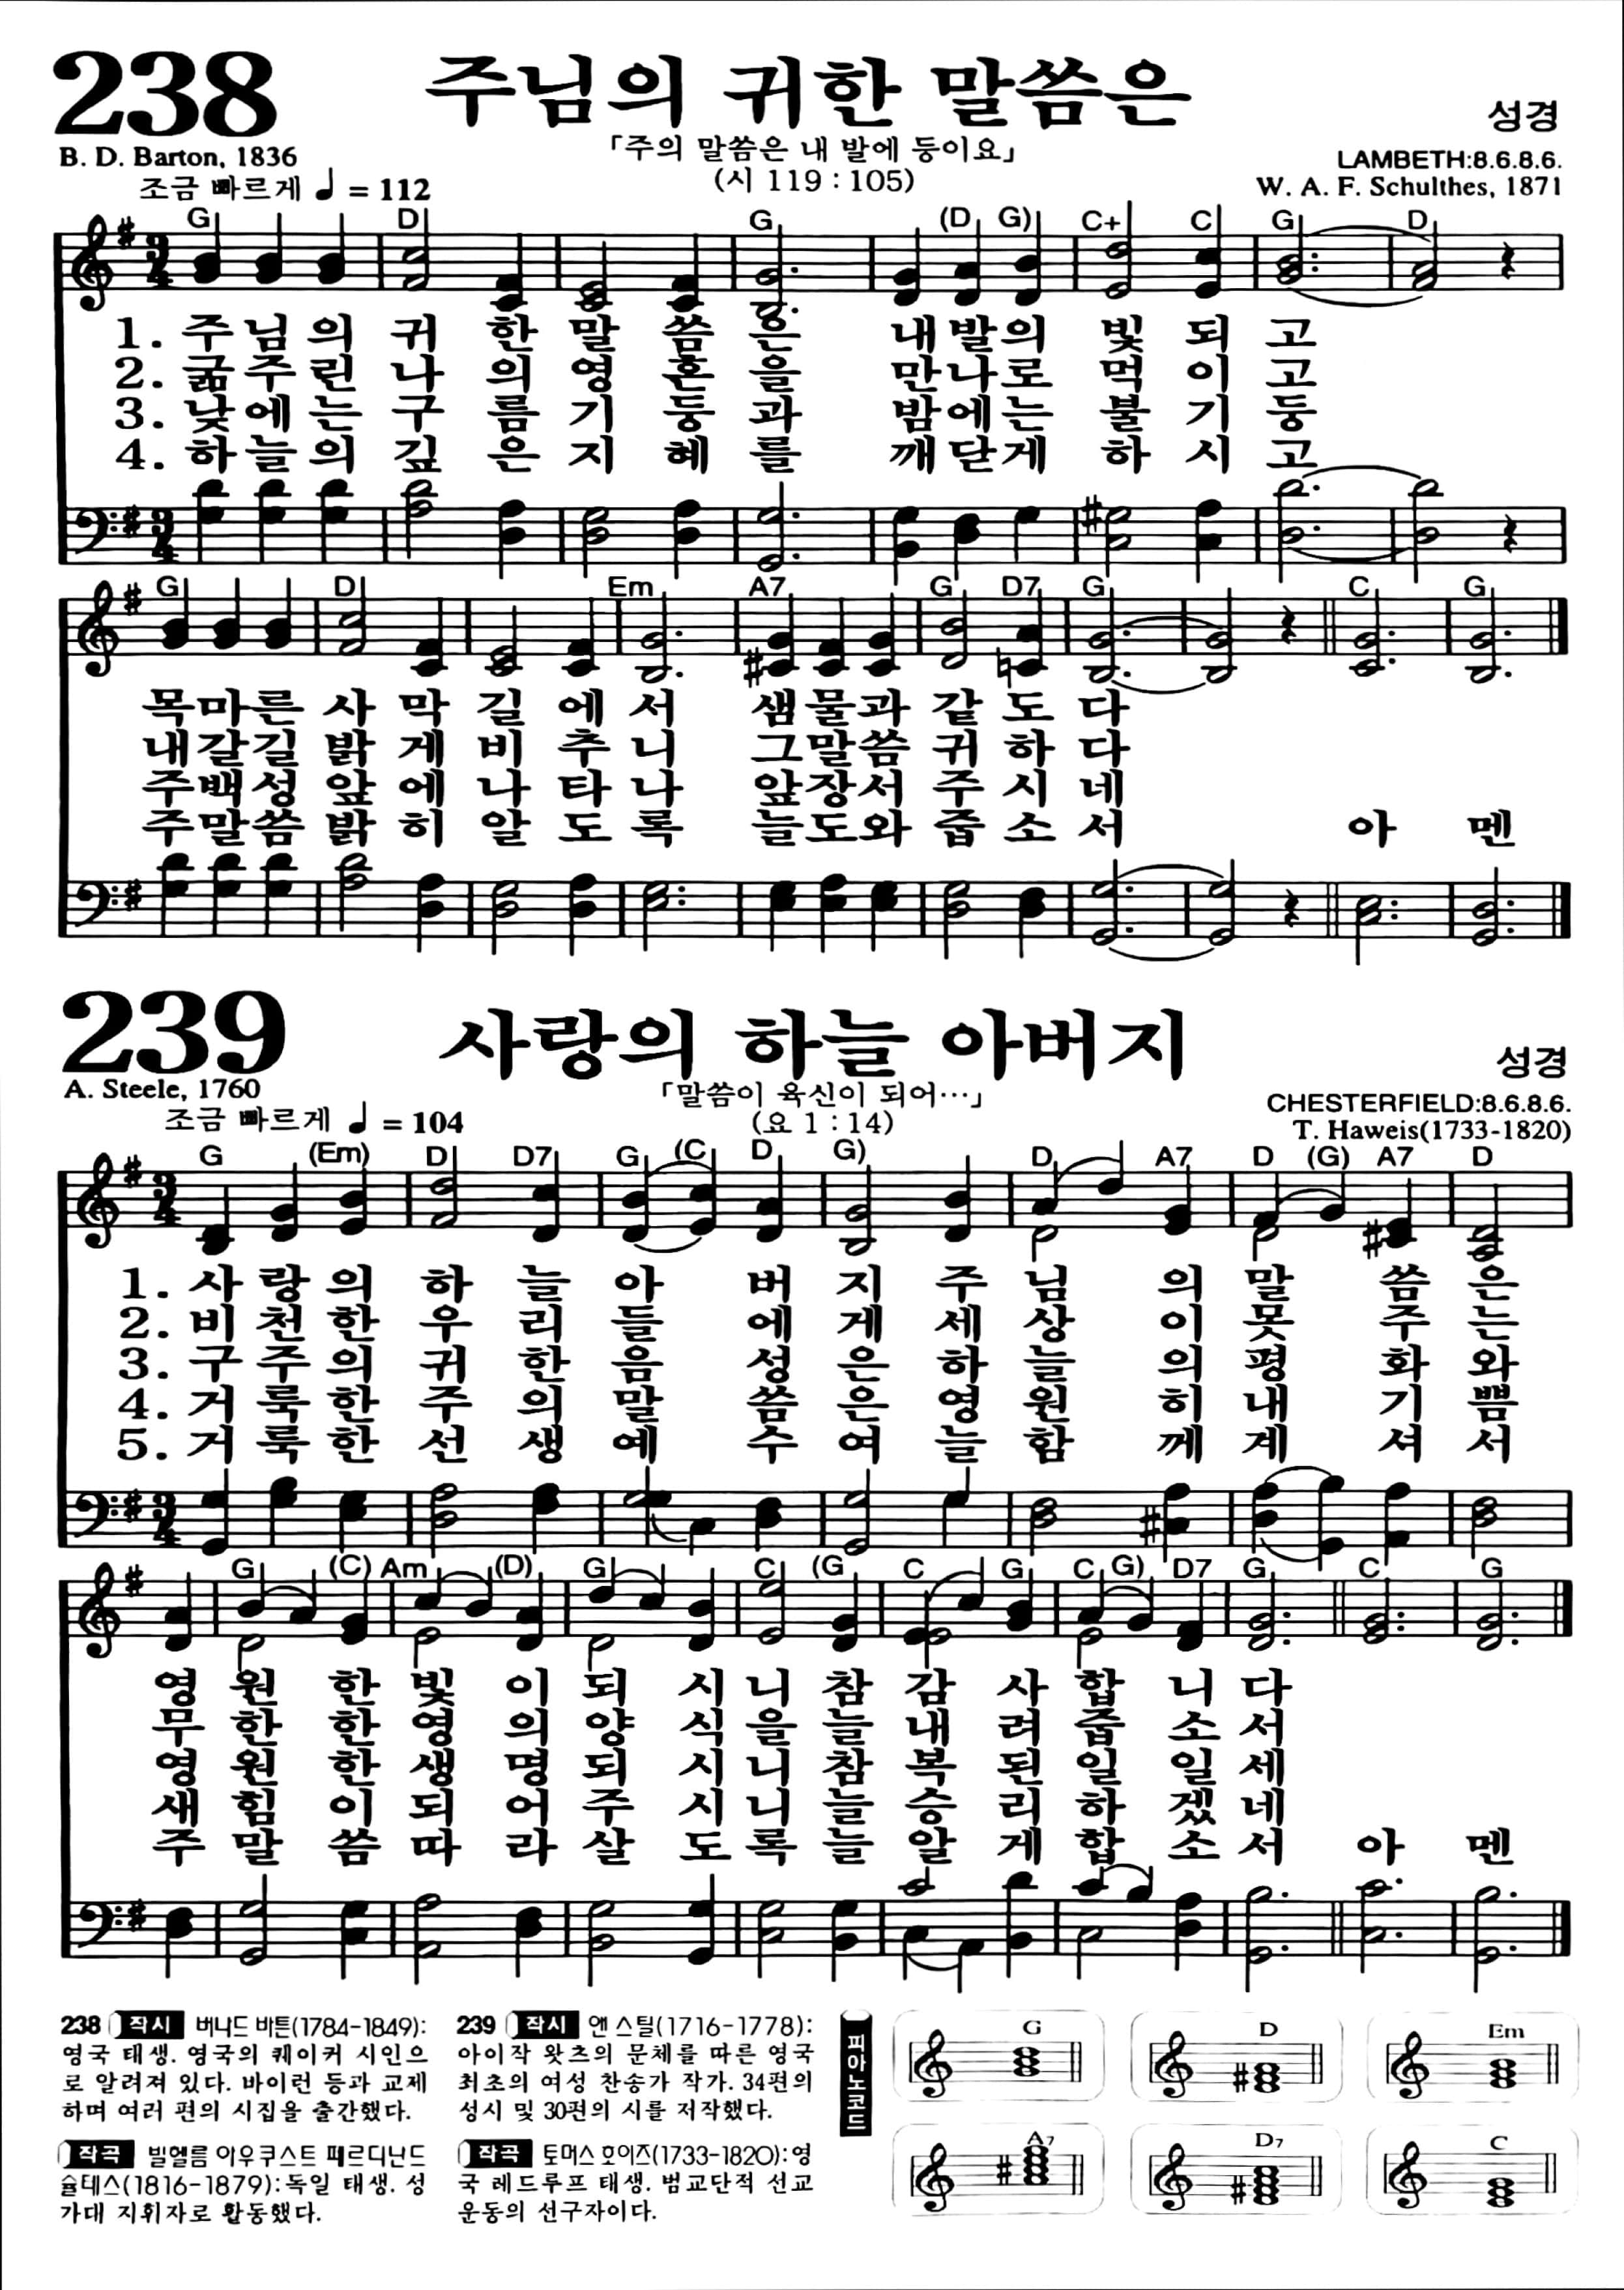 238
주님의 귀한 말씀은
성경
B. D. Barton, 1836
「주의 말씀은 내 발에 등이요」
LAMBETH:8.6.8.6.
조금 빠르게 ♩ = 112
(시 119 : 105)
W. A. F. Schulthes, 1871
G D G (D G) C+ C G D
1. 주님의 귀 한 말 씀 은 내발의 빛 되 고
2. 굶주린 나 의 영 혼 을 만나로 먹 이 고
3. 낮에는 구 름 기 둥 과 밤에는 불 기 둥
4. 하늘의 깊 은 지 혜 를 깨닫게 하 시 고
G D Em A7 G D7 G C G
목마른 사 막 길 에 서 샘물과 같 도 다
내갈길 밝 게 비 추 니 그말씀 귀 하 다
주백성 앞 에 나 타 나 앞장서 주 시 네
주말씀 밝 히 알 도 록 늘도와 줍 소 서 아 멘
239
사랑의 하늘 아버지
성경
A. Steele, 1760
「말씀이 육신이 되어…」
CHESTERFIELD:8.6.8.6.
조금 빠르게 ♩ = 104
(요 1 : 14)
T. Haweis(1733-1820)
G (Em) D D7 G (C D G) D A7 D (G) A7 D
1. 사 랑 의 하 늘 아 버 지 주 님 의 말 씀 은
2. 비 천 한 우 리 들 에 게 세 상 이 못 주 는
3. 구 주 의 귀 한 음 성 은 하 늘 의 평 화 와
4. 거 룩 한 주 의 말 씀 은 영 원 히 내 기 쁨
5. 거 룩 한 선 생 예 수 여 늘 함 께 계 셔 서
G (C) Am (D) G C (G C G C G) D7 G C G
영 원 한 빛 이 되 시 니 참 감 사 합 니 다
무 한 한 영 의 양 식 을 늘 내 려 줍 소 서
영 원 한 생 명 되 시 니 참 복 된 일 일 세
새 힘 이 되 어 주 시 니 늘 승 리 하 겠 네
주 말 씀 따 라 살 도 록 늘 알 게 합 소 서 아 멘
238 작시 버나드 바튼(1784-1849):
영국 태생. 영국의 퀘이커 시인으
로 알려져 있다. 바이런 등과 교제
하며 여러 편의 시집을 출간했다.
작곡 빌헬름 아우쿠스트 페르디난드
슐테스(1816-1879):독일 태생. 성
가대 지휘자로 활동했다.
239 작시 앤 스틸(1716-1778):
아이작 왓츠의 문체를 따른 영국
최초의 여성 찬송가 작가. 34편의
성시 및 30편의 시를 저작했다.
작곡 토머스 호이즈(1733-1820):영
국 레드루프 태생. 범교단적 선교
운동의 선구자이다.
피아노코드
G D Em
A7 D7 C